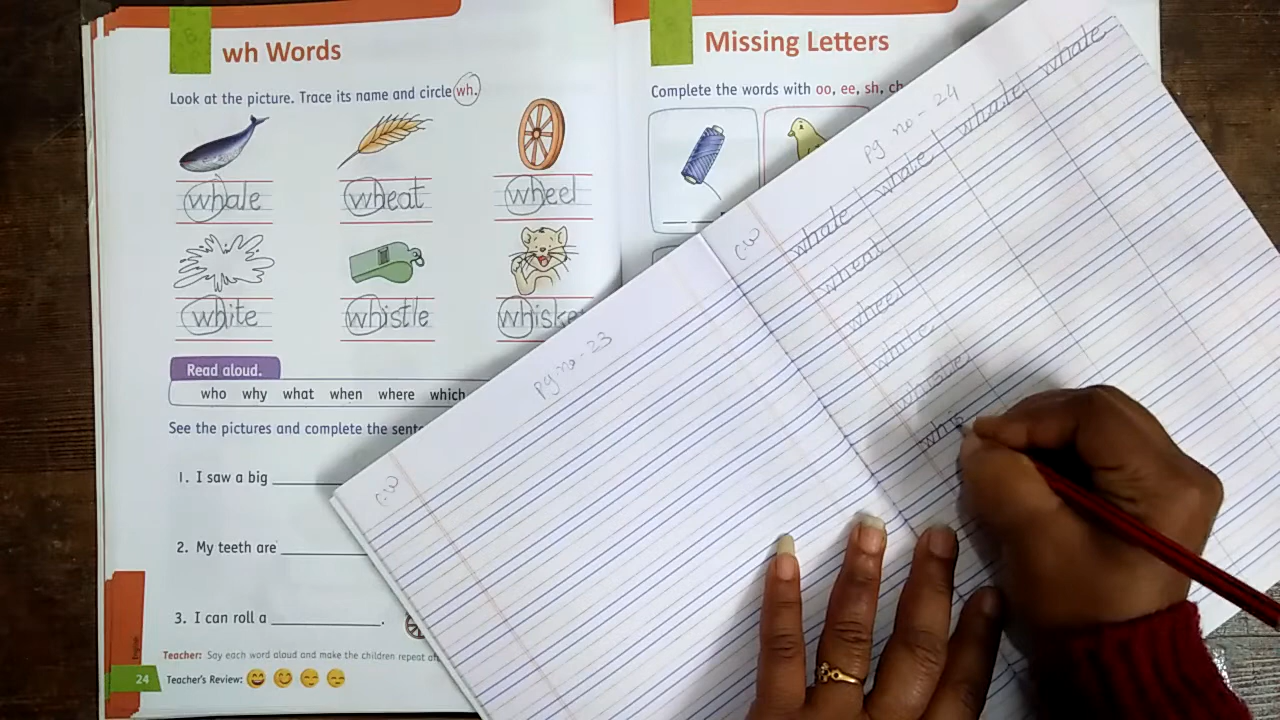 wh Words
Look at the picture. Trace its name and circle wh.
whale wheat wheel
white whistle whiske
Read aloud.
who why what when where which
See the pictures and complete the sente
1. I saw a big
2. My teeth are
3. I can roll a .
Teacher: Say each word aloud and make the children repeat
Teacher's Review:
24
English
Missing Letters
Complete the words with oo, ee, sh, ch
pg no - 23
C.W
pg no - 24
C.W
whale whale whale whale
wheat
wheel
white
whistle
whis